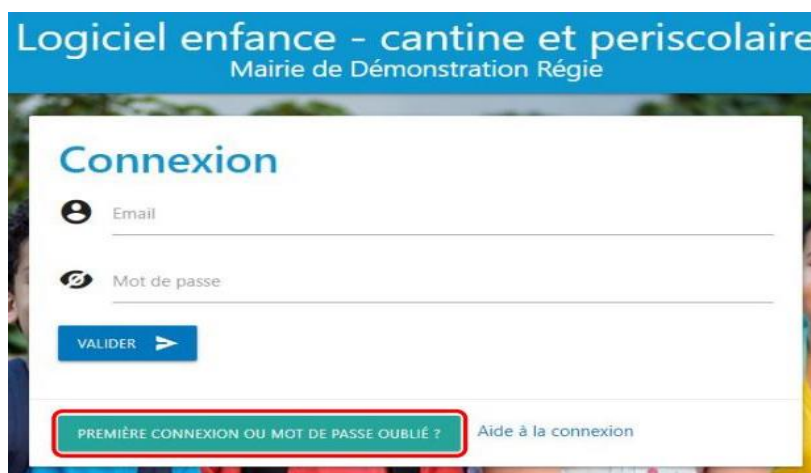 Logiciel enfance - cantine et periscolaire
Mairie de Démonstration Régie
Connexion
Email
Mot de passe
VALIDER
PREMIÈRE CONNEXION OU MOT DE PASSE OUBLIÉ ? Aide à la connexion